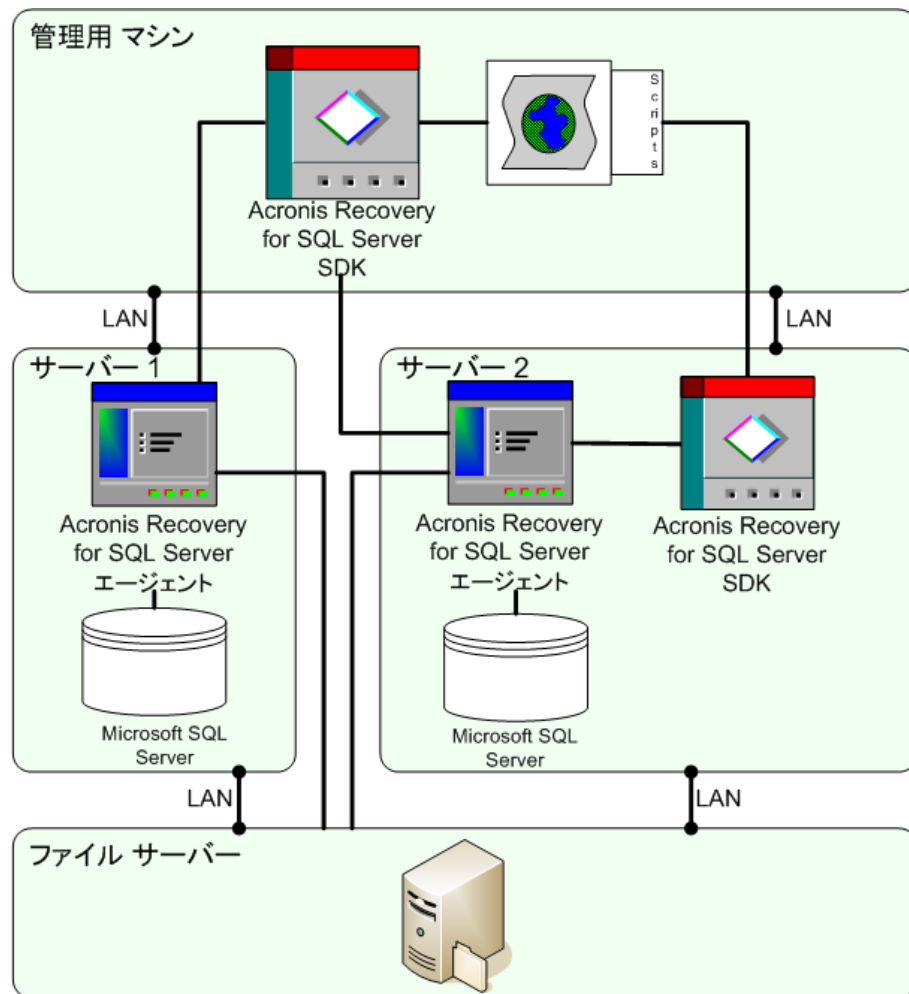 管理用 マシン
Scripts
Acronis Recovery
for SQL Server
SDK
LAN
LAN
サーバー 1
Acronis Recovery
for SQL Server
エージェント
Microsoft SQL
Server
サーバー 2
Acronis Recovery
for SQL Server
エージェント
Acronis Recovery
for SQL Server
SDK
Microsoft SQL
Server
LAN
LAN
ファイル サーバー